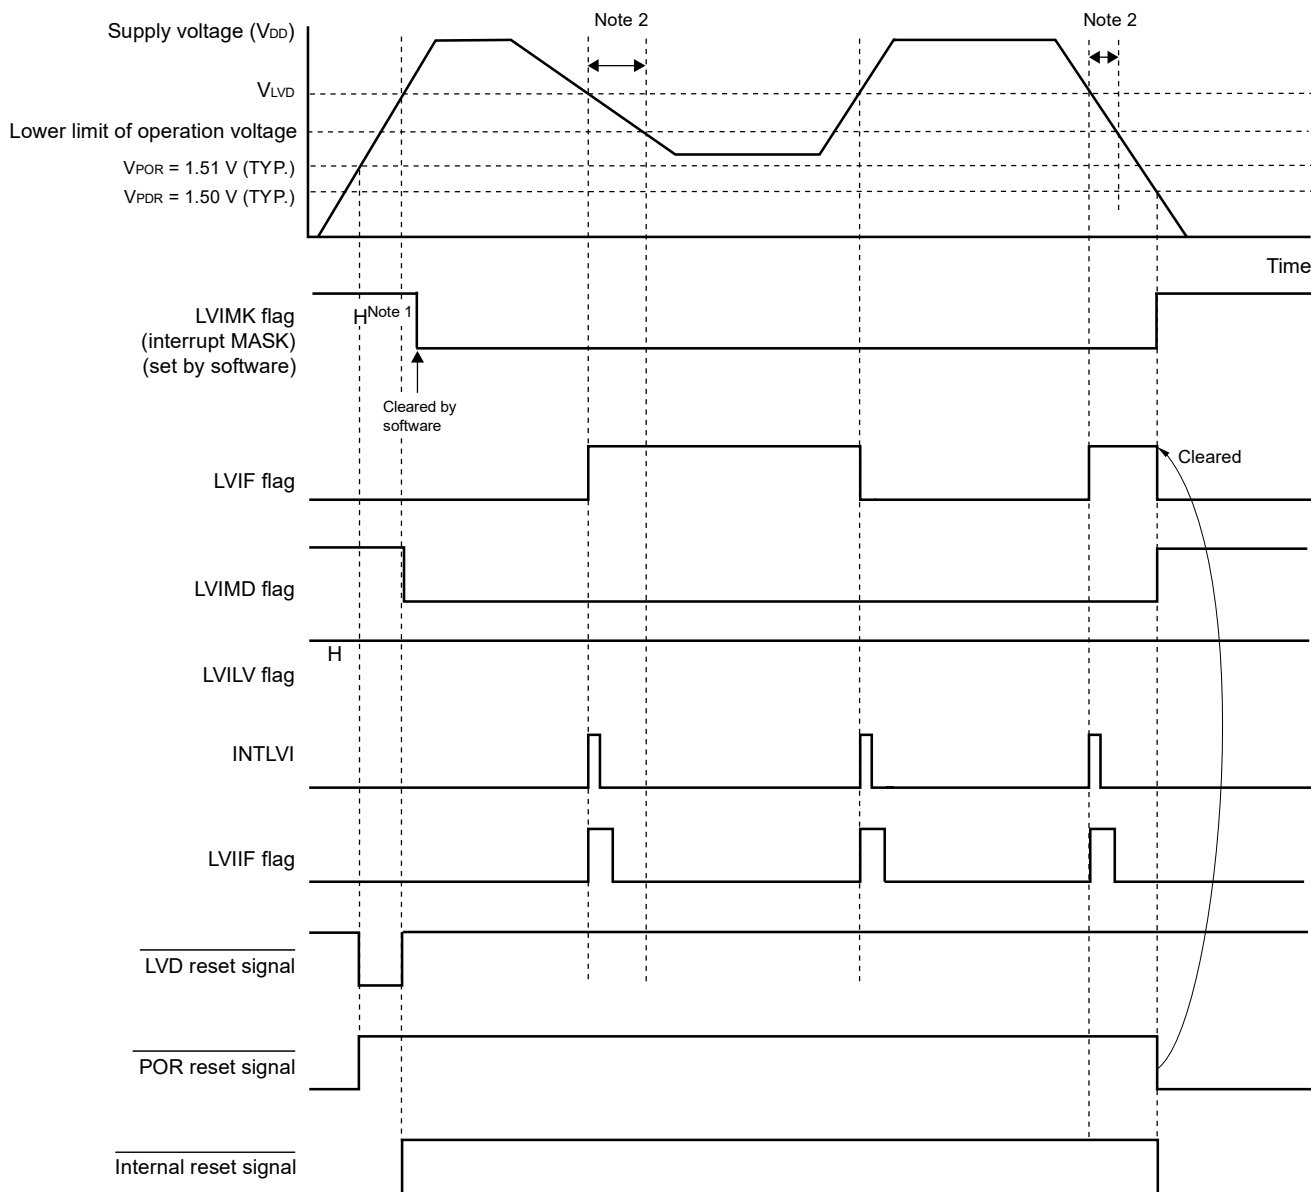 Note 2
Note 2
Supply voltage (VDD)
VLVD
Lower limit of operation voltage
VPOR = 1.51 V (TYP.)
VPDR = 1.50 V (TYP.)
Time
LVIMK flag
(interrupt MASK)
(set by software)
H Note 1
Cleared by
software
LVIF flag
Cleared
LVIMD flag
H
LVILV flag
INTLVI
LVIIF flag
LVD reset signal
POR reset signal
Internal reset signal